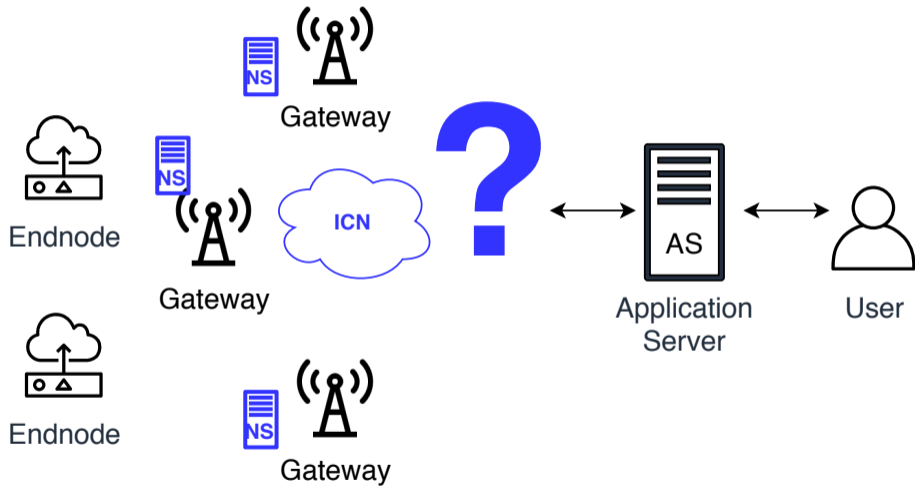 NS
Gateway
Endnode
NS
Gateway
ICN
?
AS
Application
Server
User
Endnode
NS
Gateway